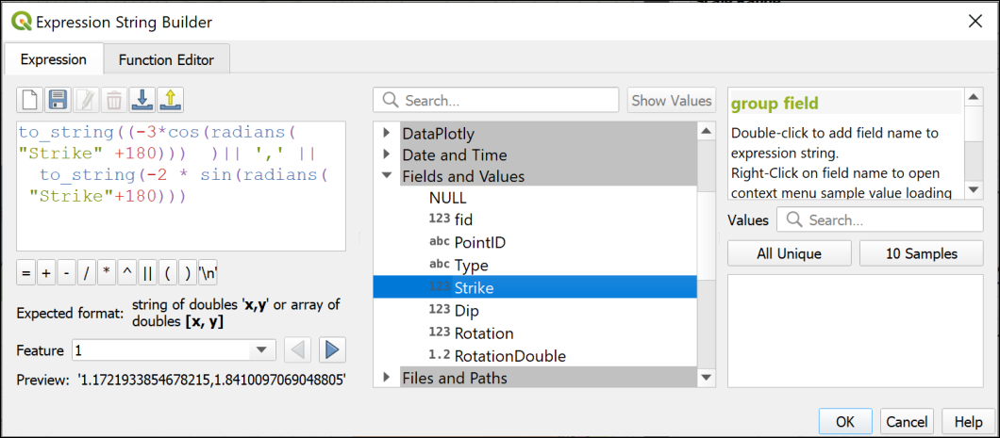 Expression String Builder
Expression
Function Editor
to_string((-3*cos(radians(
"Strike" +180)))  )|| ',' ||
  to_string(-2 * sin(radians(
 "Strike"+180)))
= + - / * ^ || ( ) '\n'
Expected format: string of doubles 'x,y' or array of
doubles [x, y]
Feature 1
Preview: '1.1721933854678215,1.8410097069048805'
Search...
Show Values
DataPlotly
Date and Time
Fields and Values
NULL
123 fid
abc PointID
abc Type
123 Strike
123 Dip
123 Rotation
1.2 RotationDouble
Files and Paths
group field
Double-click to add field name to
expression string.
Right-Click on field name to open
context menu sample value loading
Values Search...
All Unique
10 Samples
OK
Cancel
Help